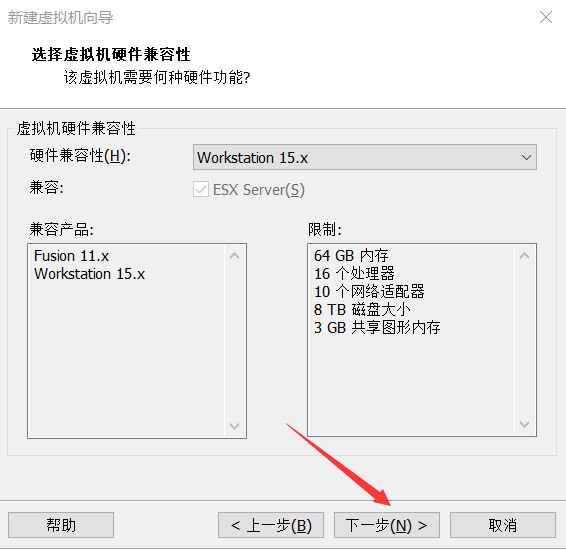 新建虚拟机向导
选择虚拟机硬件兼容性
该虚拟机需要何种硬件功能?
虚拟机硬件兼容性
硬件兼容性(H):
Workstation 15.x
兼容:
ESX Server(S)
兼容产品:
Fusion 11.x
Workstation 15.x
限制:
64 GB 内存
16 个处理器
10 个网络适配器
8 TB 磁盘大小
3 GB 共享图形内存
帮助
< 上一步(B)
下一步(N) >
取消